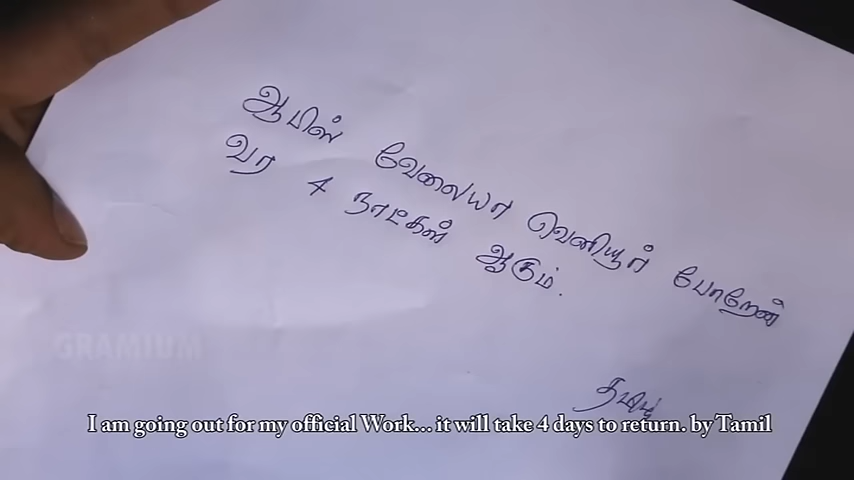 ஆபிஸ் வேலையா வெளியூர் போறேன்
வர 4 நாட்கள் ஆகும்.
தமிழ்
GRAMIUM
I am going out for my official Work... it will take 4 days to return. by Tamil